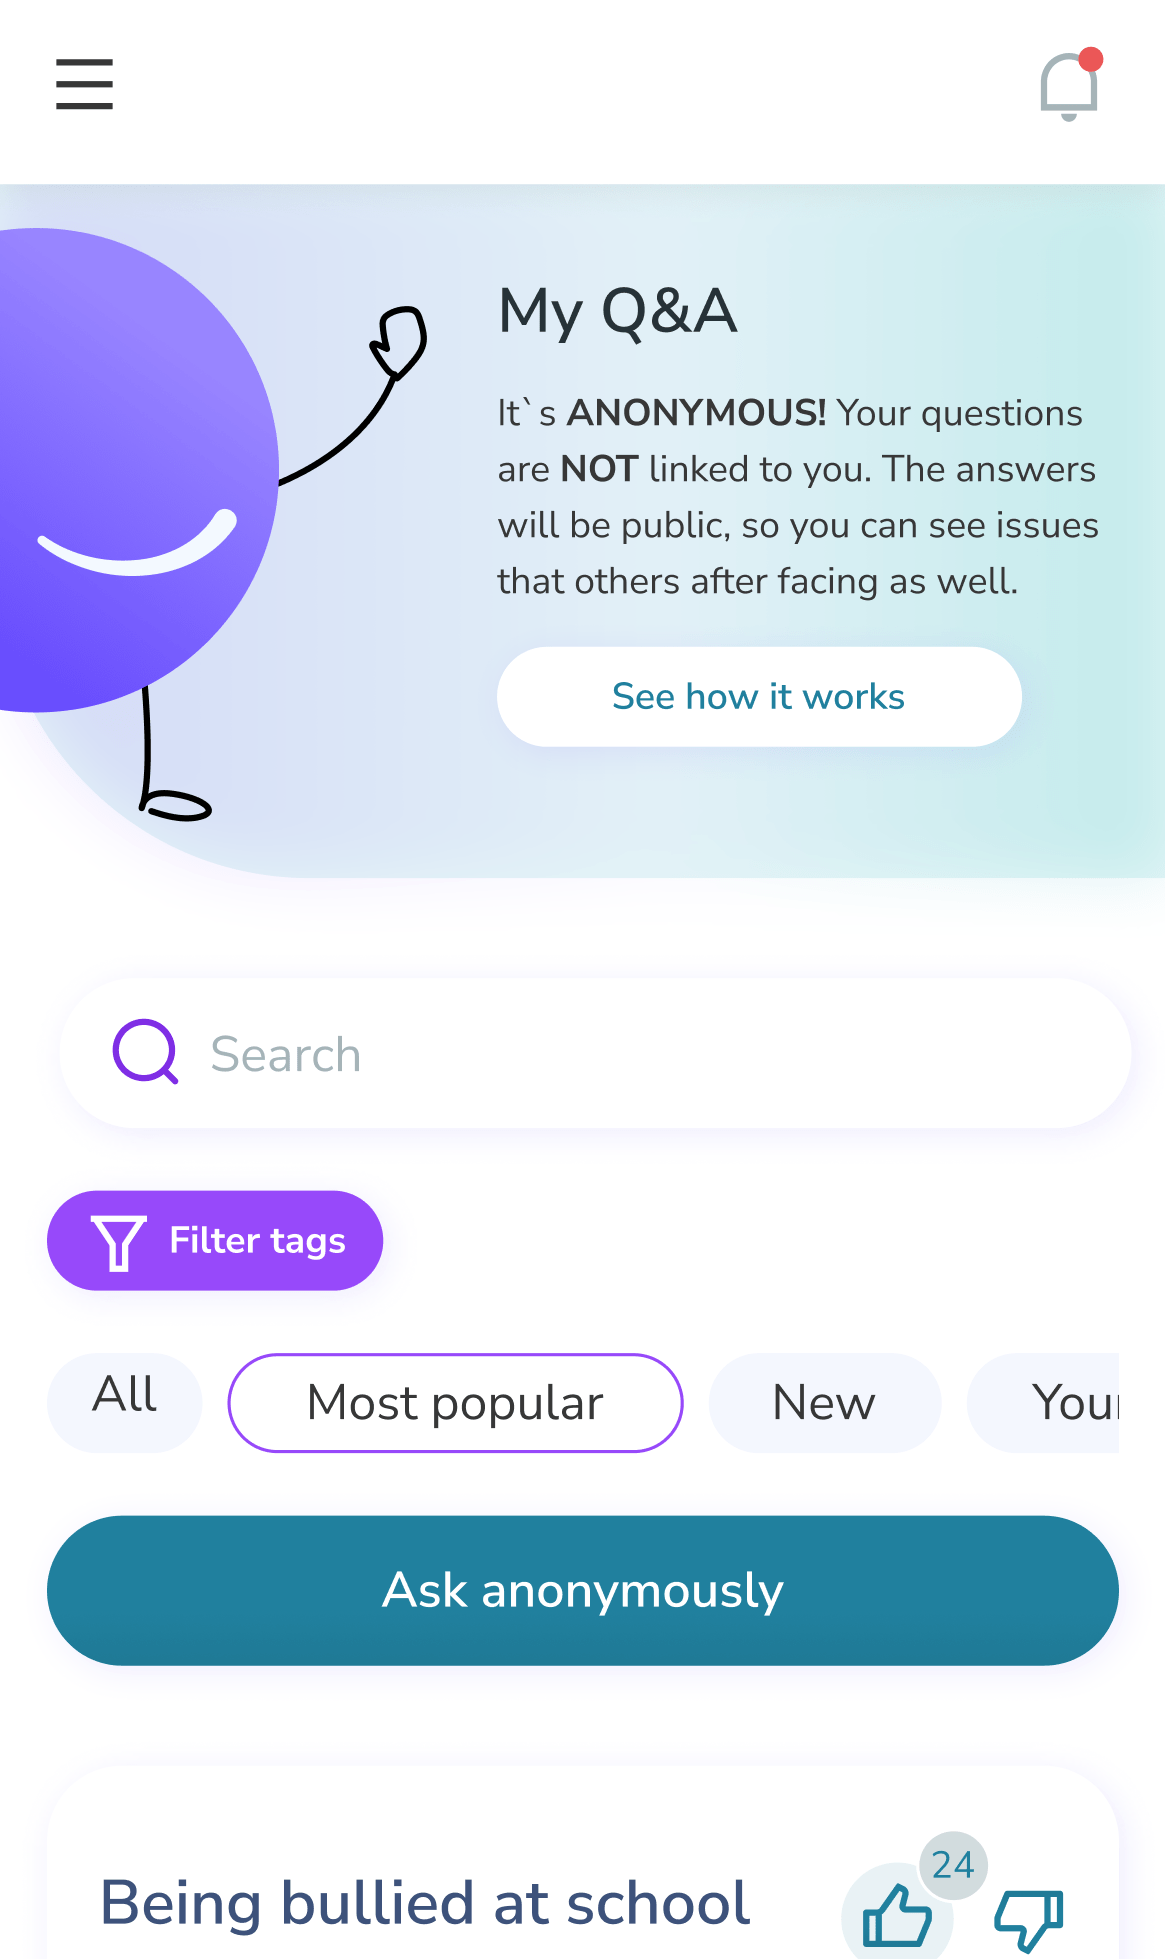 My Q&A
It`s ANONYMOUS! Your questions
are NOT linked to you. The answers
will be public, so you can see issues
that others after facing as well.
See how it works
Search
Filter tags
All Most popular New Your
Ask anonymously
24
Being bullied at school